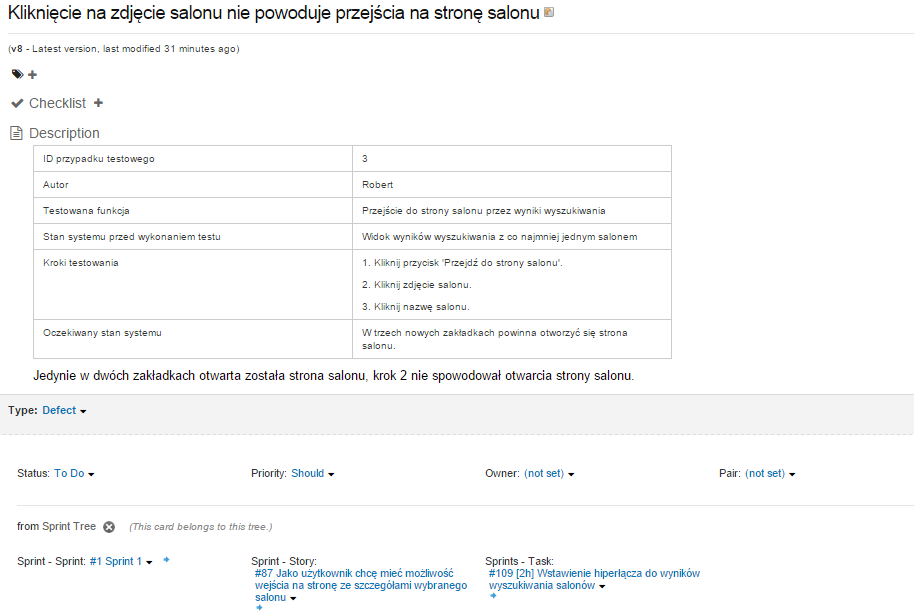 Kliknięcie na zdjęcie salonu nie powoduje przejścia na stronę salonu
(v8 - Latest version, last modified 31 minutes ago)
Checklist
Description
ID przypadku testowego 3
Autor Robert
Testowana funkcja Przejście do strony salonu przez wyniki wyszukiwania
Stan systemu przed wykonaniem testu Widok wyników wyszukiwania z co najmniej jednym salonem
Kroki testowania 1. Kliknij przycisk 'Przejdź do strony salonu'.
2. Kliknij zdjęcie salonu.
3. Kliknij nazwę salonu.
Oczekiwany stan systemu W trzech nowych zakładkach powinna otworzyć się strona
salonu.
Jedynie w dwóch zakładkach otwarta została strona salonu, krok 2 nie spowodował otwarcia strony salonu.
Type: Defect
Status: To Do Priority: Should Owner: (not set) Pair: (not set)
from Sprint Tree (This card belongs to this tree.)
Sprint - Sprint: #1 Sprint 1
Sprint - Story:
#87 Jako użytkownik chcę mieć możliwość
wejścia na stronę ze szczegółami wybranego
salonu
Sprints - Task:
#109 [2h] Wstawienie hiperłącza do wyników
wyszukiwania salonów